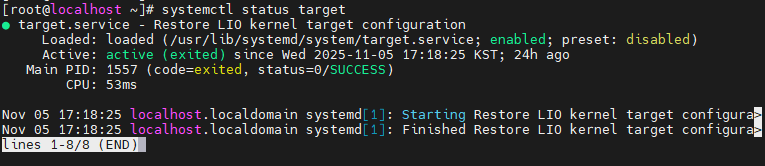 [root@localhost ~]# systemctl status target
● target.service - Restore LIO kernel target configuration
     Loaded: loaded (/usr/lib/systemd/system/target.service; enabled; preset: disabled)
     Active: active (exited) since Wed 2025-11-05 17:18:25 KST; 24h ago
   Main PID: 1557 (code=exited, status=0/SUCCESS)
        CPU: 53ms

Nov 05 17:18:25 localhost.localdomain systemd[1]: Starting Restore LIO kernel target configura>
Nov 05 17:18:25 localhost.localdomain systemd[1]: Finished Restore LIO kernel target configura>
lines 1-8/8 (END)